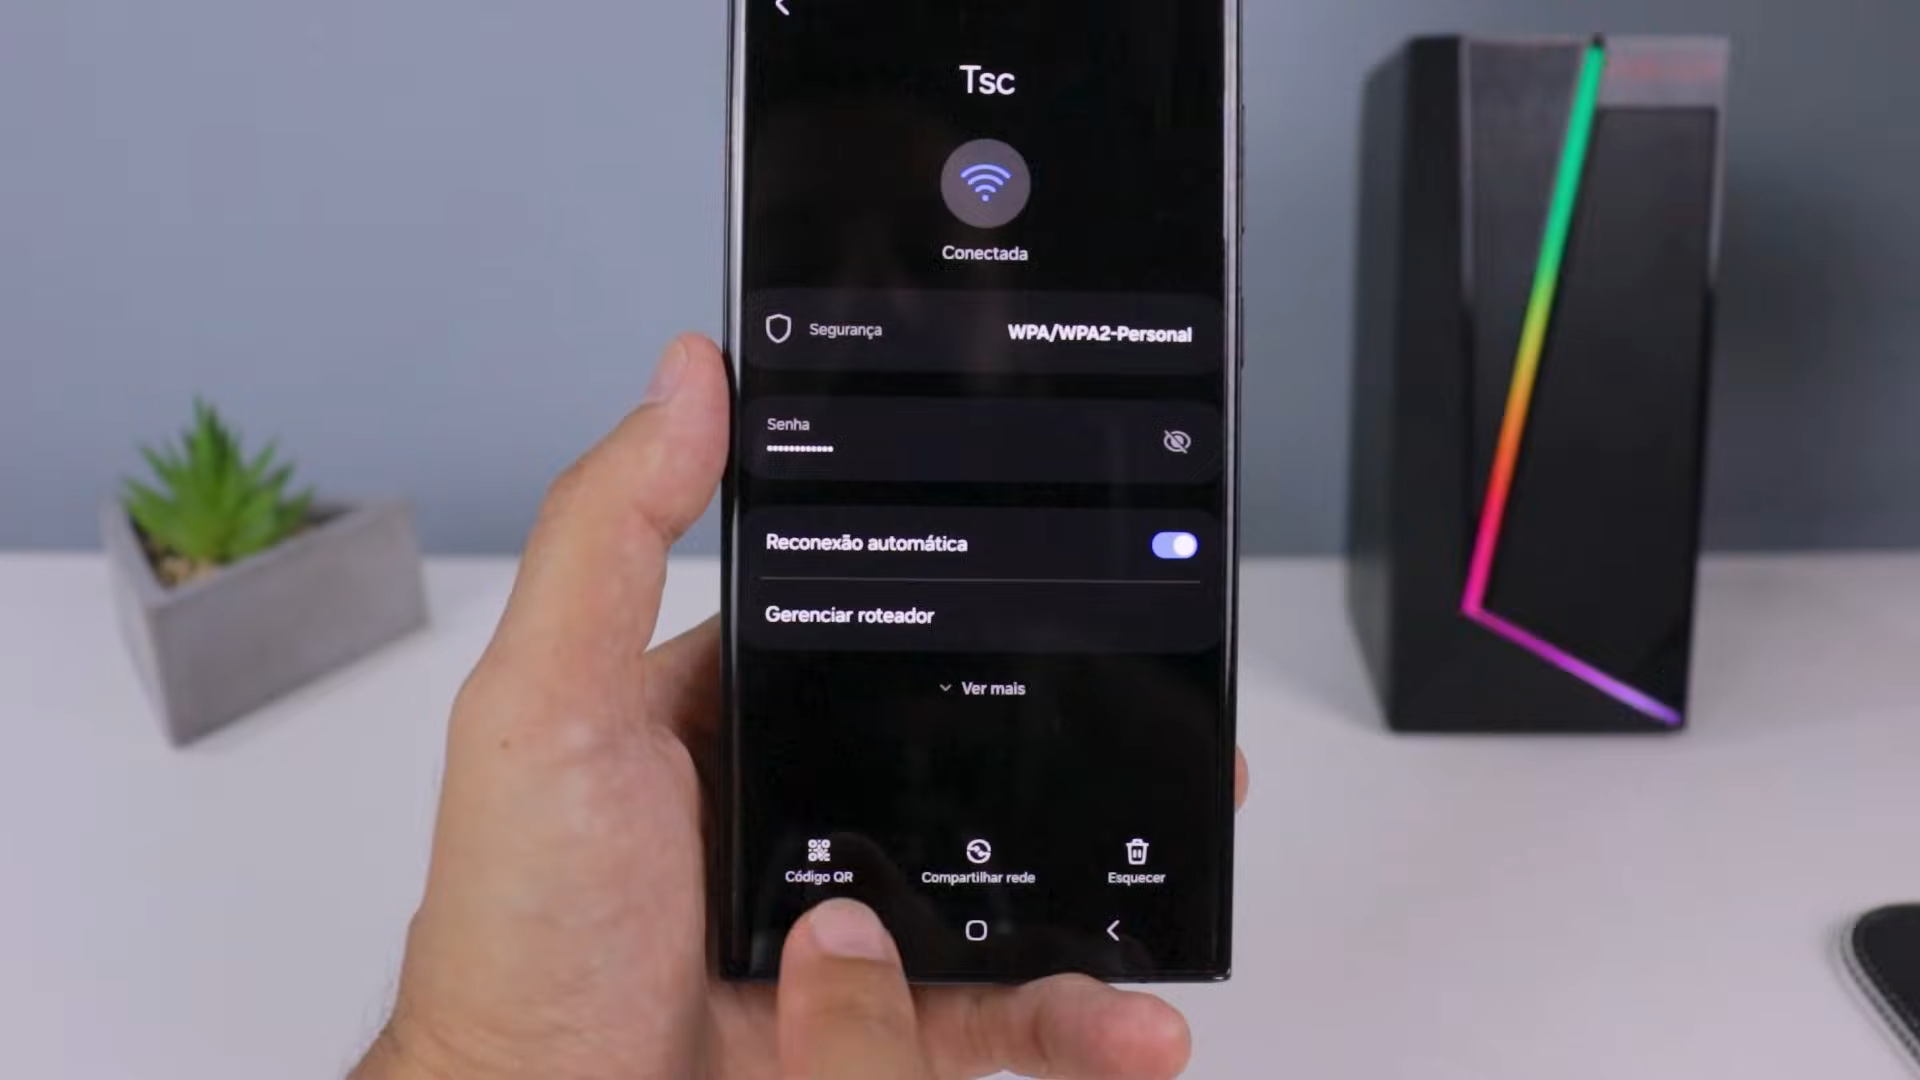 Tsc
Conectada
Segurança
WPA/WPA2-Personal
Senha
••••••••••••
Reconexão automática
Gerenciar roteador
Ver mais
Código QR
Compartilhar rede
Esquecer